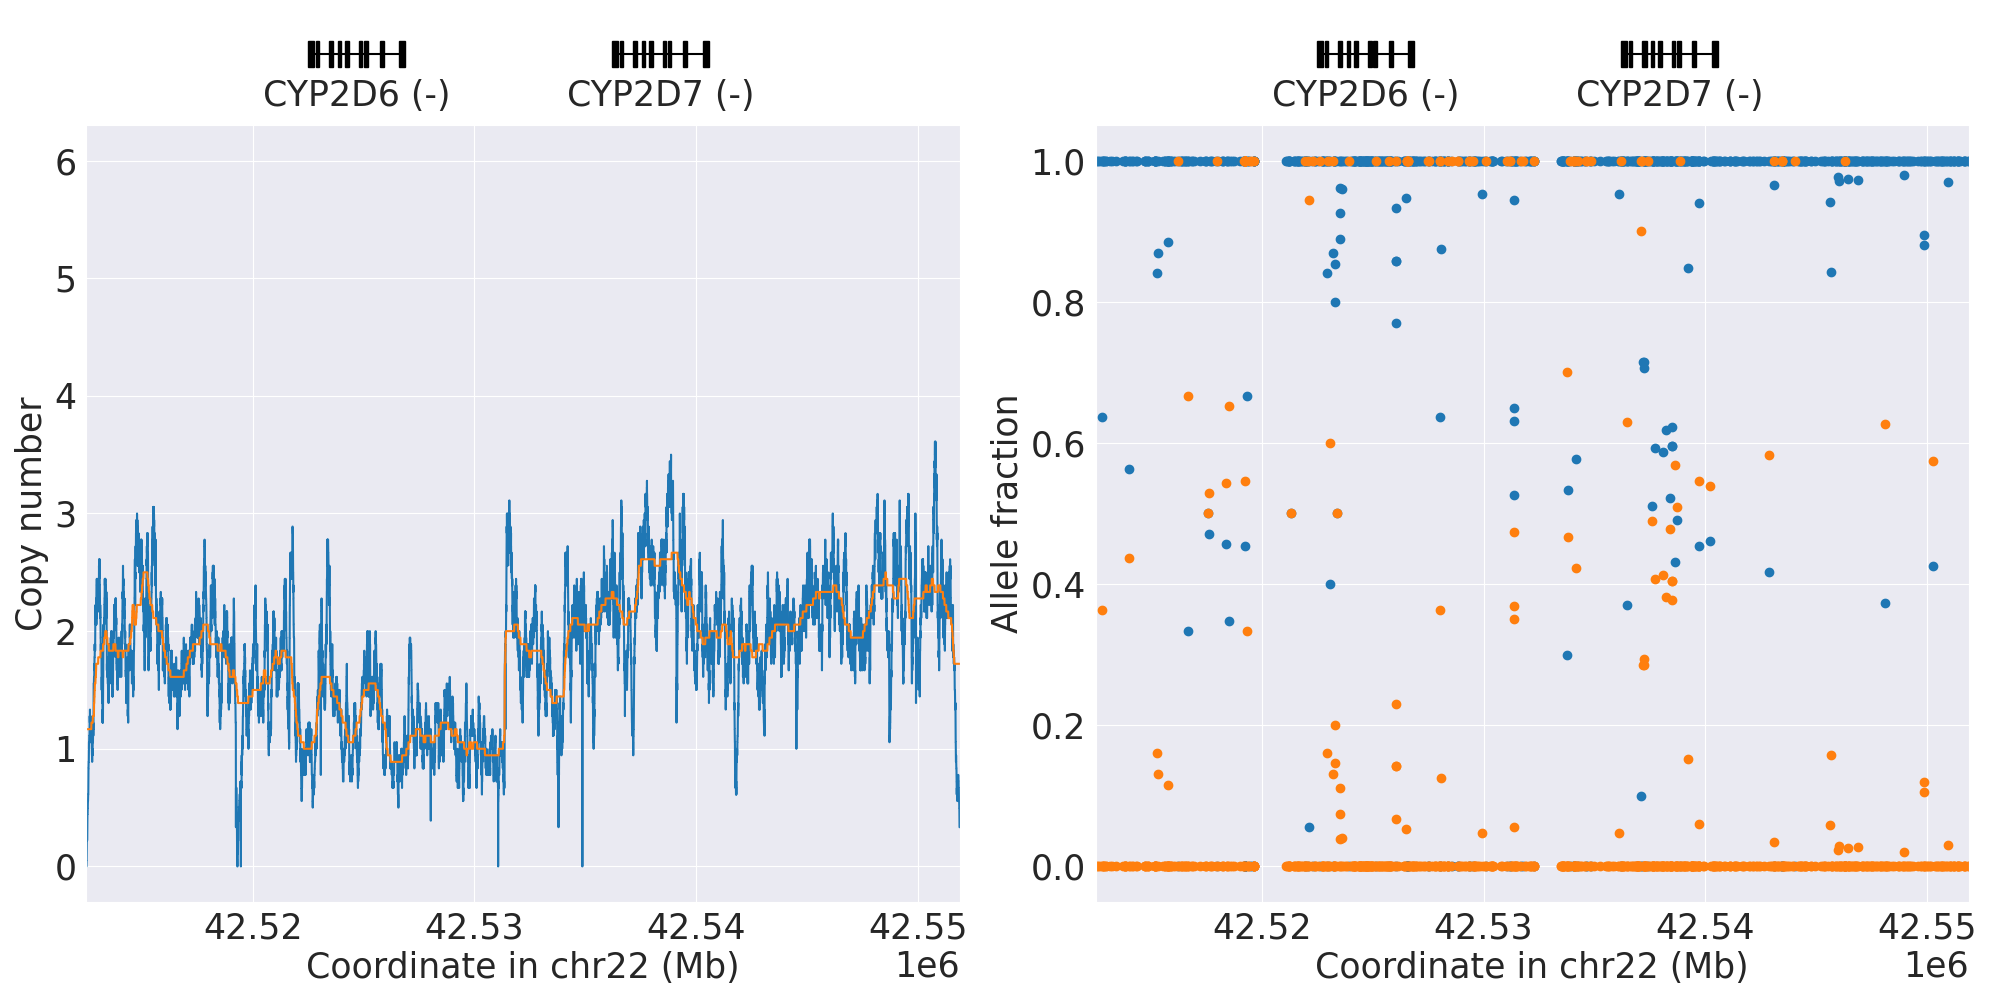 CYP2D6 (-) CYP2D7 (-)
6
5
4
3
2
1
0
Copy number
42.52 42.53 42.54 42.55
Coordinate in chr22 (Mb)
1e6
CYP2D6 (-) CYP2D7 (-)
1.0
0.8
0.6
0.4
0.2
0.0
Allele fraction
42.52 42.53 42.54 42.55
Coordinate in chr22 (Mb)
1e6